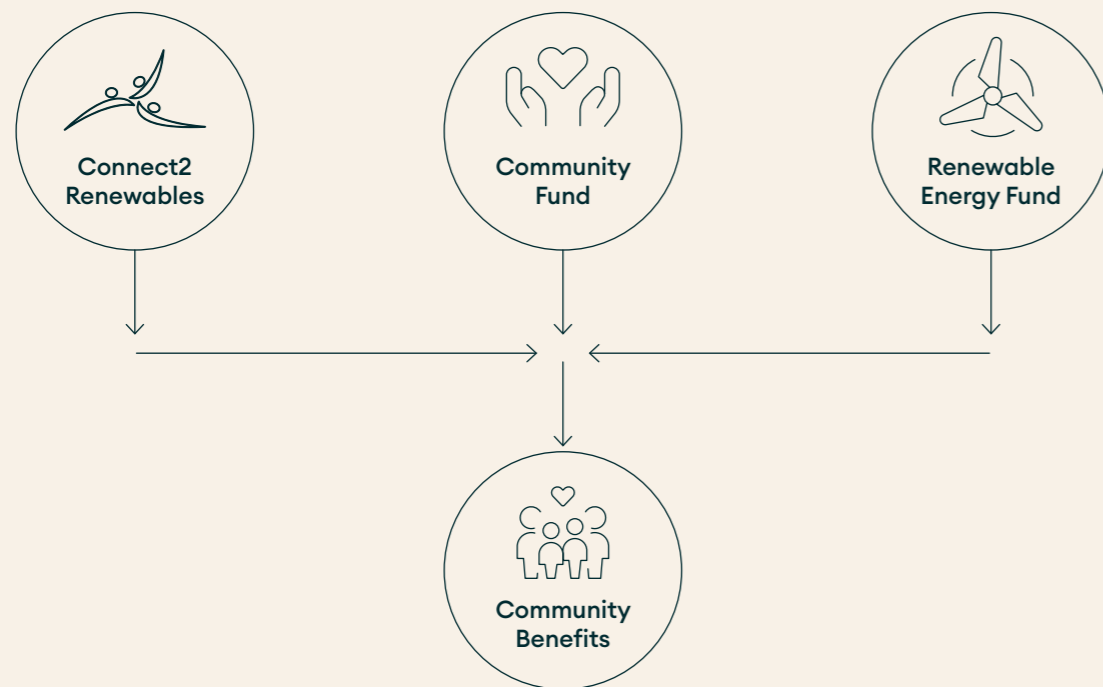 Connect2
Renewables
Community
Fund
Renewable
Energy Fund
Community
Benefits